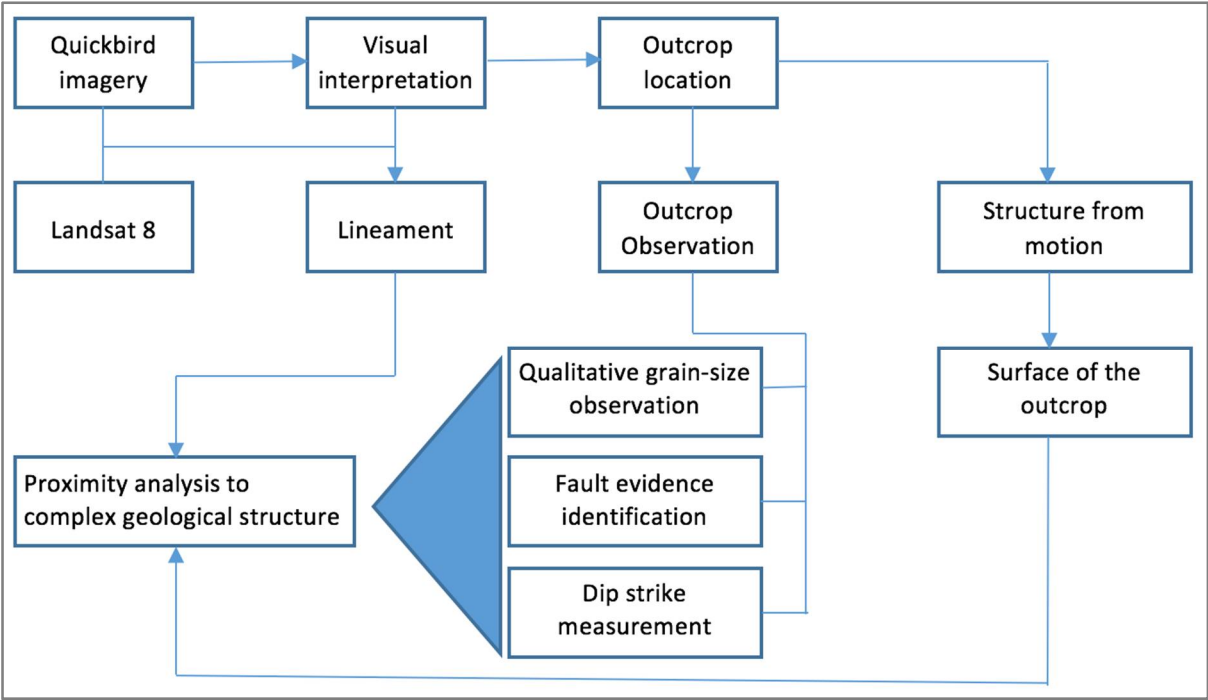 Quickbird
imagery
Visual
interpretation
Outcrop
location
Landsat 8
Lineament
Outcrop
Observation
Structure from
motion
Qualitative grain-size
observation
Surface of the
outcrop
Proximity analysis to
complex geological structure
Fault evidence
identification
Dip strike
measurement